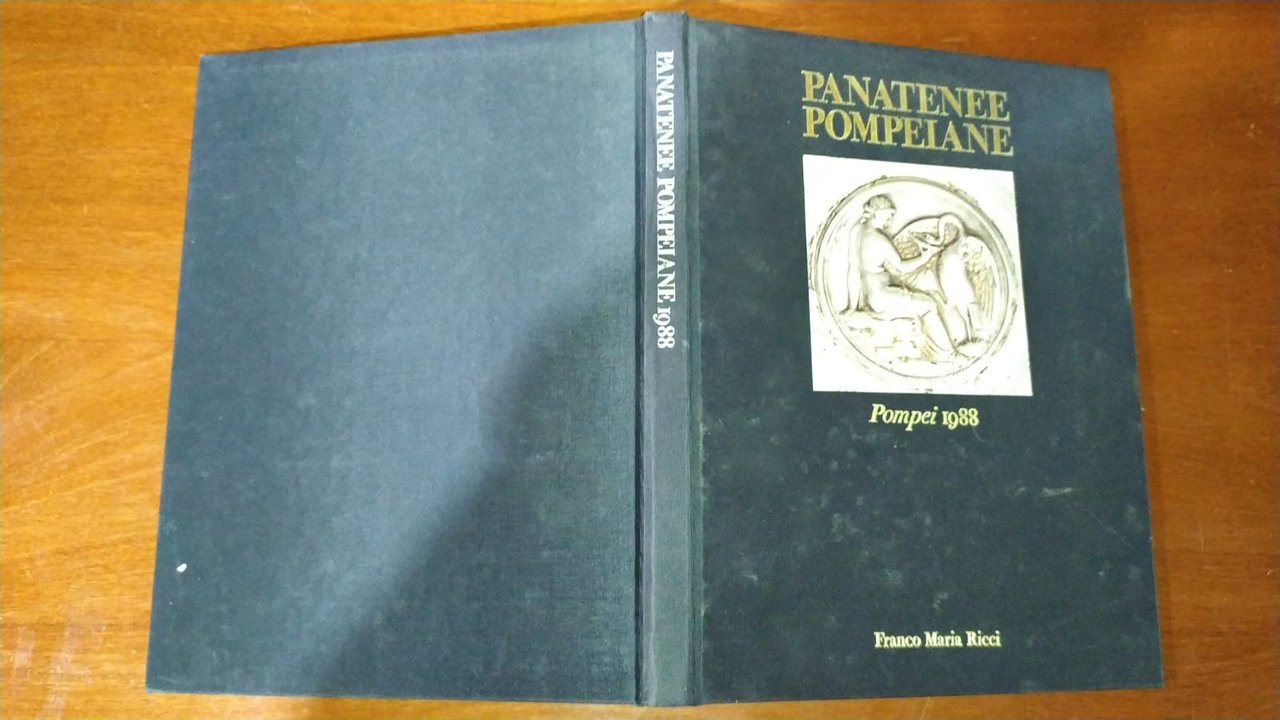 PANATENEE POMPEIANE 1988
PANATENEE
POMPEIANE
Pompei 1988
Franco Maria Ricci